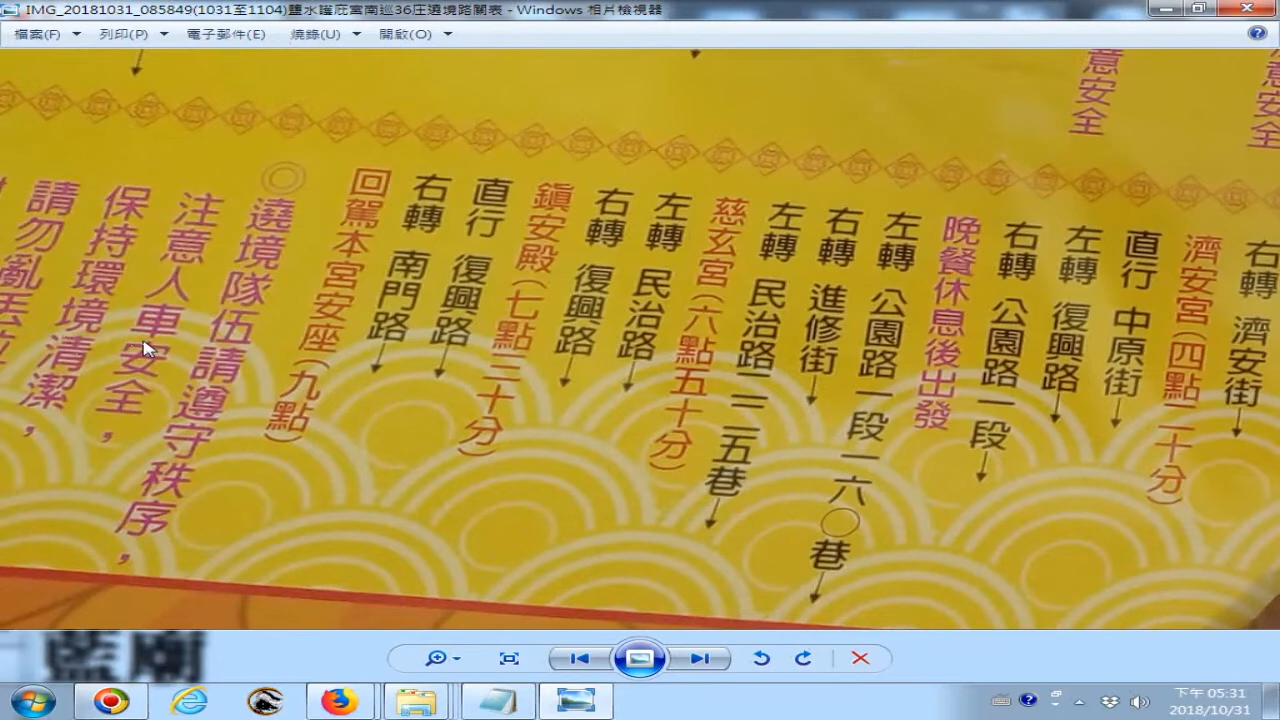 IMG_20181031_085849(1031至1104)鹽水護庇宮南巡36庄遶境路關表 - Windows 相片檢視器
檔案(F) 列印(P) 電子郵件(E) 燒錄(U) 開啟(O)
意安全
意安全
右轉 濟安街
濟安宮(四點二十分)
直行 中原街
左轉 復興路
右轉 公園路一段
晚餐休息後出發
左轉 公園路一段一六○巷
右轉 進修街
左轉 民治路一二五巷
慈玄宮(六點五十分)
左轉 民治路
右轉 復興路
鎮安殿(七點三十分)
直行 復興路
右轉 南門路
回駕本宮安座(九點)
◎遶境隊伍請遵守秩序，
注意人車安全，
保持環境清潔，
請勿亂丟垃
藍廟
下午 05:31
2018/10/31